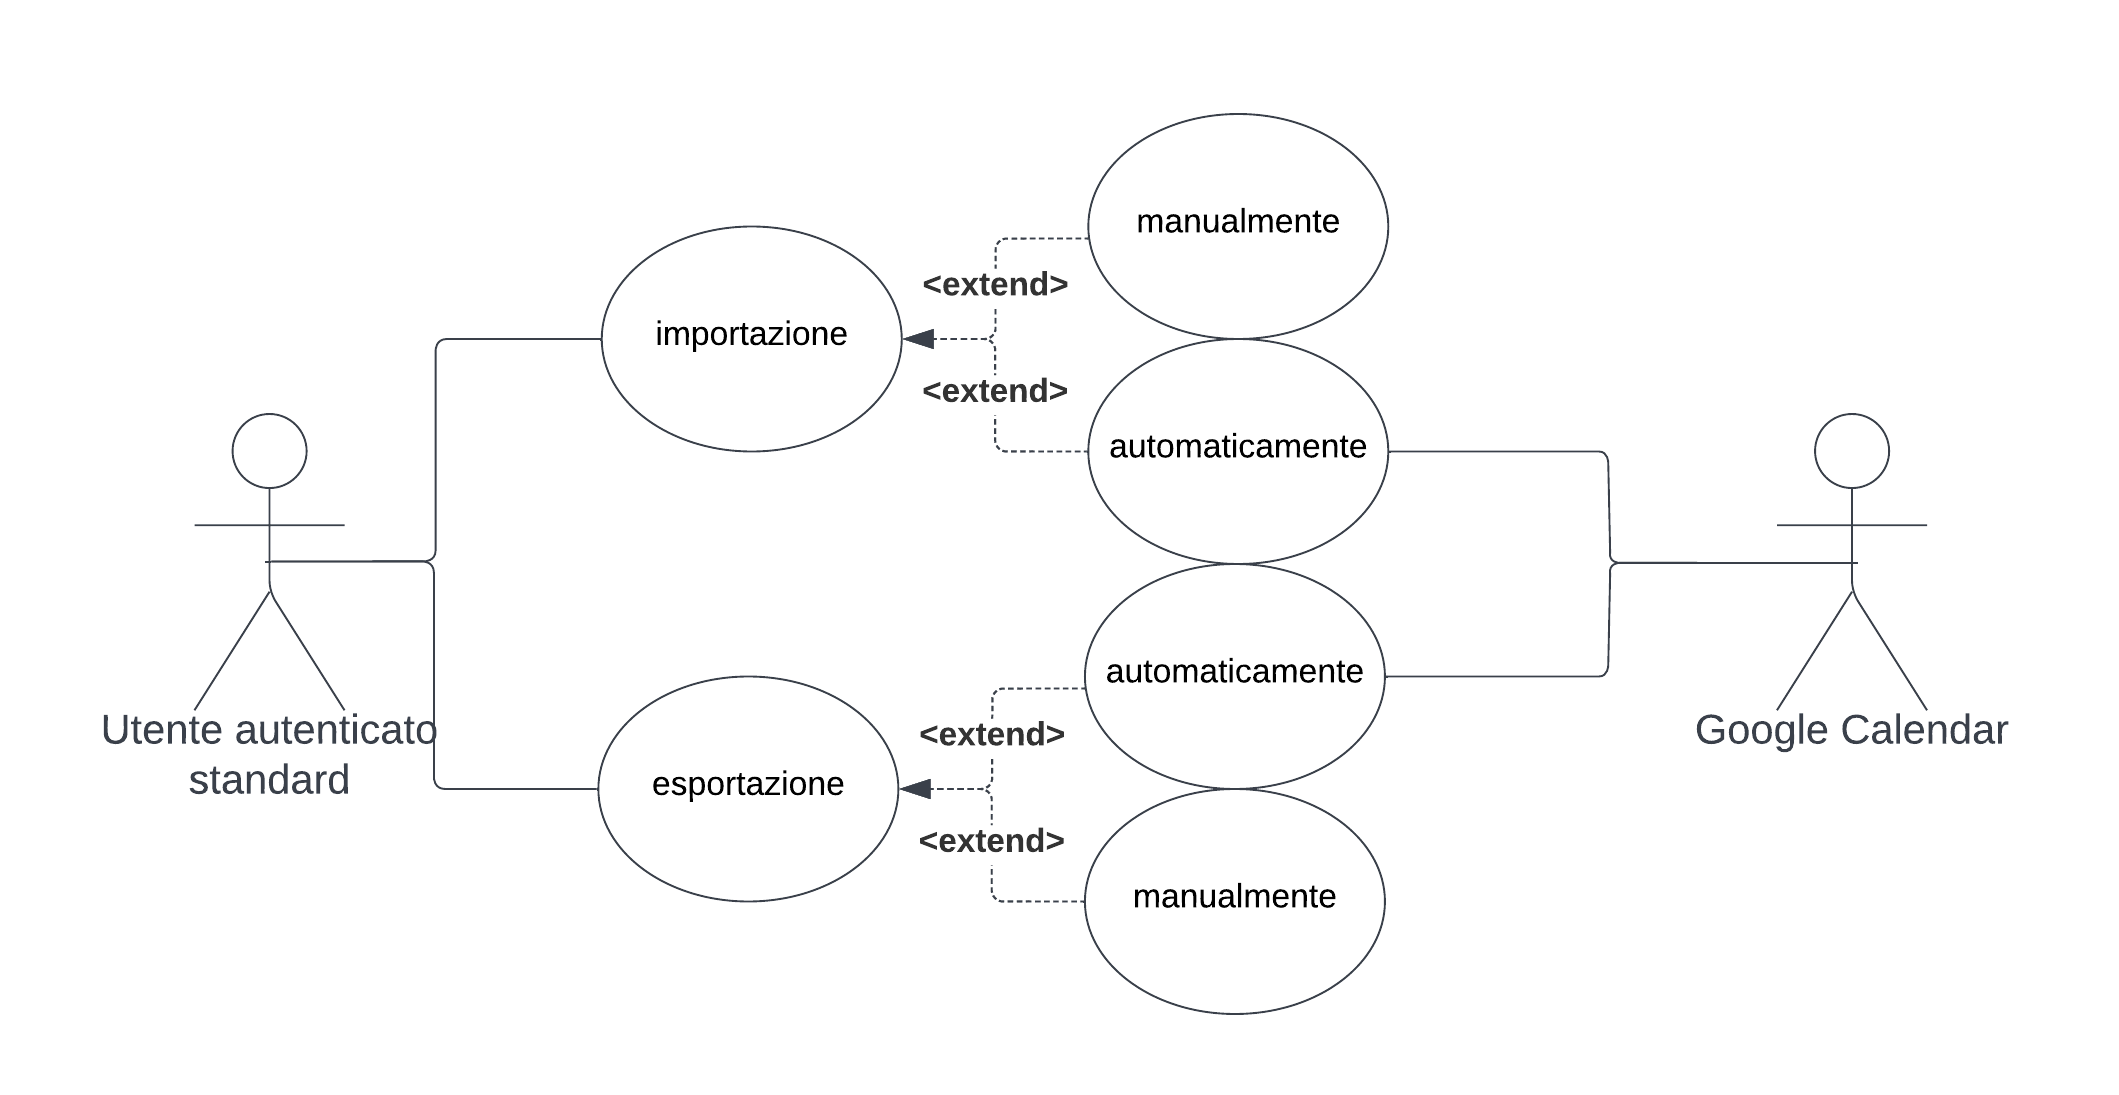 manualmente
<extend>
importazione
<extend>
automaticamente
Utente autenticato
standard
Google Calendar
automaticamente
<extend>
esportazione
<extend>
manualmente